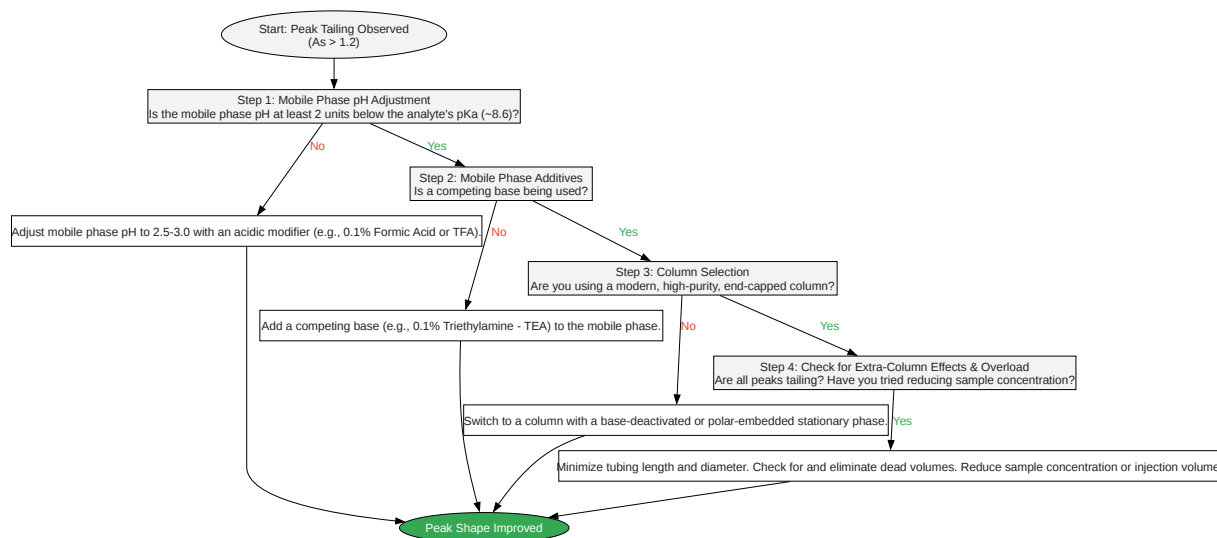 Start: Peak Tailing Observed
(As > 1.2)
Step 1: Mobile Phase pH Adjustment
Is the mobile phase pH at least 2 units below the analyte's pKa (~8.6)?
No
Yes
Step 2: Mobile Phase Additives
Is a competing base being used?
Adjust mobile phase pH to 2.5-3.0 with an acidic modifier (e.g., 0.1% Formic Acid or TFA).
No
Yes
Step 3: Column Selection
Are you using a modern, high-purity, end-capped column?
Add a competing base (e.g., 0.1% Triethylamine - TEA) to the mobile phase.
No
Yes
Step 4: Check for Extra-Column Effects & Overload
Are all peaks tailing? Have you tried reducing sample concentration?
Switch to a column with a base-deactivated or polar-embedded stationary phase.
Yes
Minimize tubing length and diameter. Check for and eliminate dead volumes. Reduce sample concentration or injection volume
Peak Shape Improved